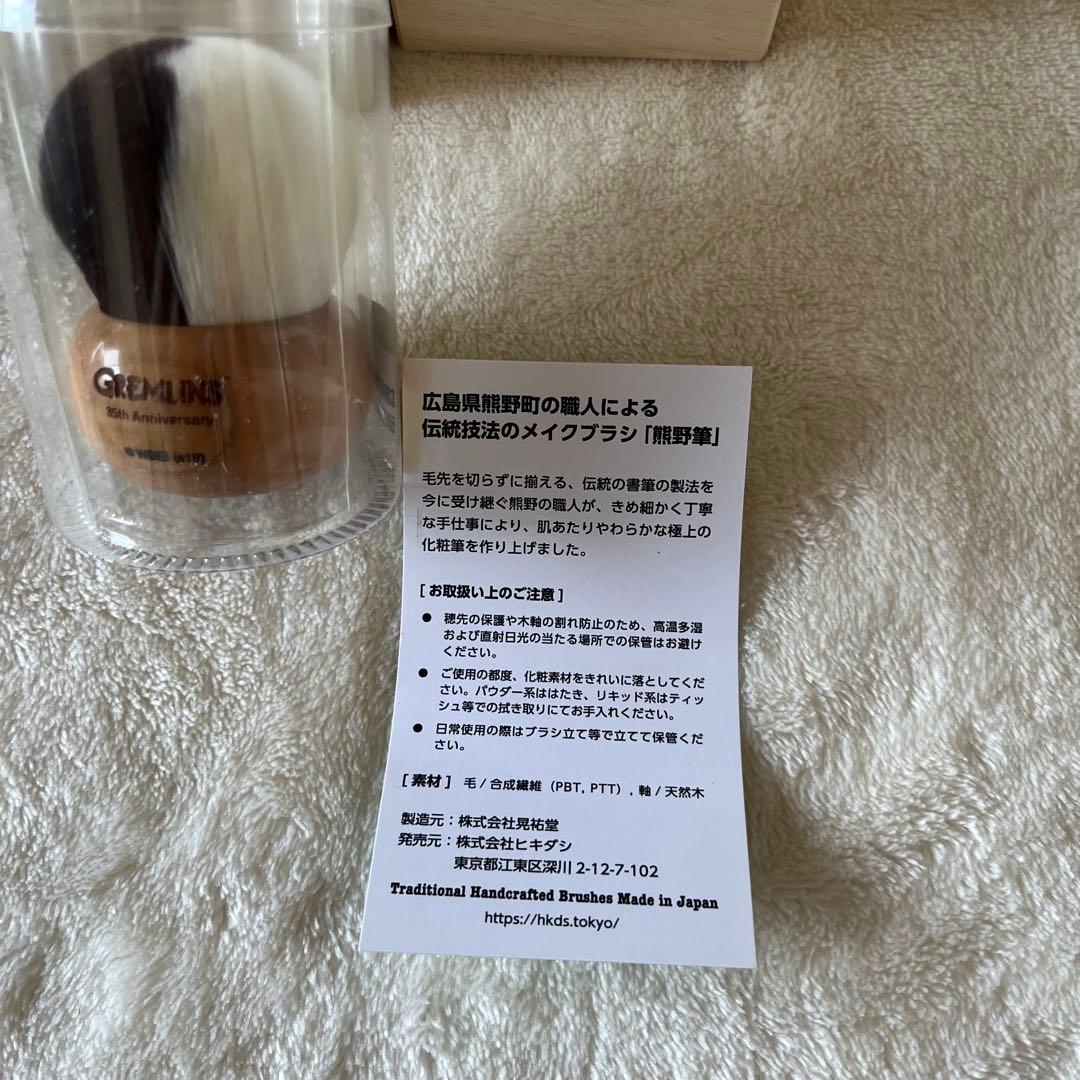 GREMLINS
35th Anniversary
広島県熊野町の職人による
伝統技法のメイクブラシ「熊野筆」
毛先を切らずに揃える、伝統の書筆の製法を
今に受け継ぐ熊野の職人が、きめ細かく丁寧
な手仕事により、肌あたりやわらかな極上の
化粧筆を作り上げました。
[ お取扱い上のご注意 ]
● 穂先の保護や木軸の割れ防止のため、高温多湿
および直射日光の当たる場所での保管はお避け
ください。
● ご使用の都度、化粧素材をきれいに落としてくだ
さい。パウダー系ははたき、リキッド系はティッ
シュ等での拭き取りにてお手入れください。
● 日常使用の際はブラシ立て等で立てて保管くだ
さい。
[ 素材 ] 毛 / 合成繊維（PBT, PTT）, 軸 / 天然木
製造元：株式会社晃祐堂
発売元：株式会社ヒキダシ
東京都江東区深川 2-12-7-102
Traditional Handcrafted Brushes Made in Japan
https://hkds.tokyo/